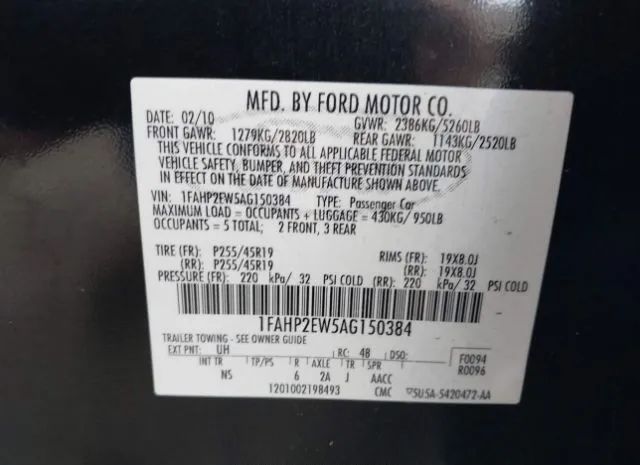 MFD. BY FORD MOTOR CO.
DATE: 02/10 GVWR: 2386KG/5260LB
FRONT GAWR: 1279KG/2820LB REAR GAWR: 1143KG/2520LB
THIS VEHICLE CONFORMS TO ALL APPLICABLE FEDERAL MOTOR
VEHICLE SAFETY, BUMPER, AND THEFT PREVENTION STANDARDS
IN EFFECT ON THE DATE OF MANUFACTURE SHOWN ABOVE.
VIN: 1FAHP2EW5AG150384 TYPE: Passenger Car
MAXIMUM LOAD = OCCUPANTS + LUGGAGE = 430KG/ 950LB
OCCUPANTS = 5 TOTAL; 2 FRONT, 3 REAR
TIRE (FR): P255/45R19 RIMS (FR): 19X8.0J
(RR): P255/45R19 (RR): 19X8.0J
PRESSURE (FR): 220 kPa/ 32 PSI COLD (RR): 220 kPa/ 32 PSI COLD
1FAHP2EW5AG150384
TRAILER TOWING - SEE OWNER GUIDE
EXT PNT: UH RC: 48 DSO: F0094
INT TR TP/PS R AXLE TR SPR R0096
NS 6 2A J AACC
1201002198493 CMC ▽5U5A-5420472-AA